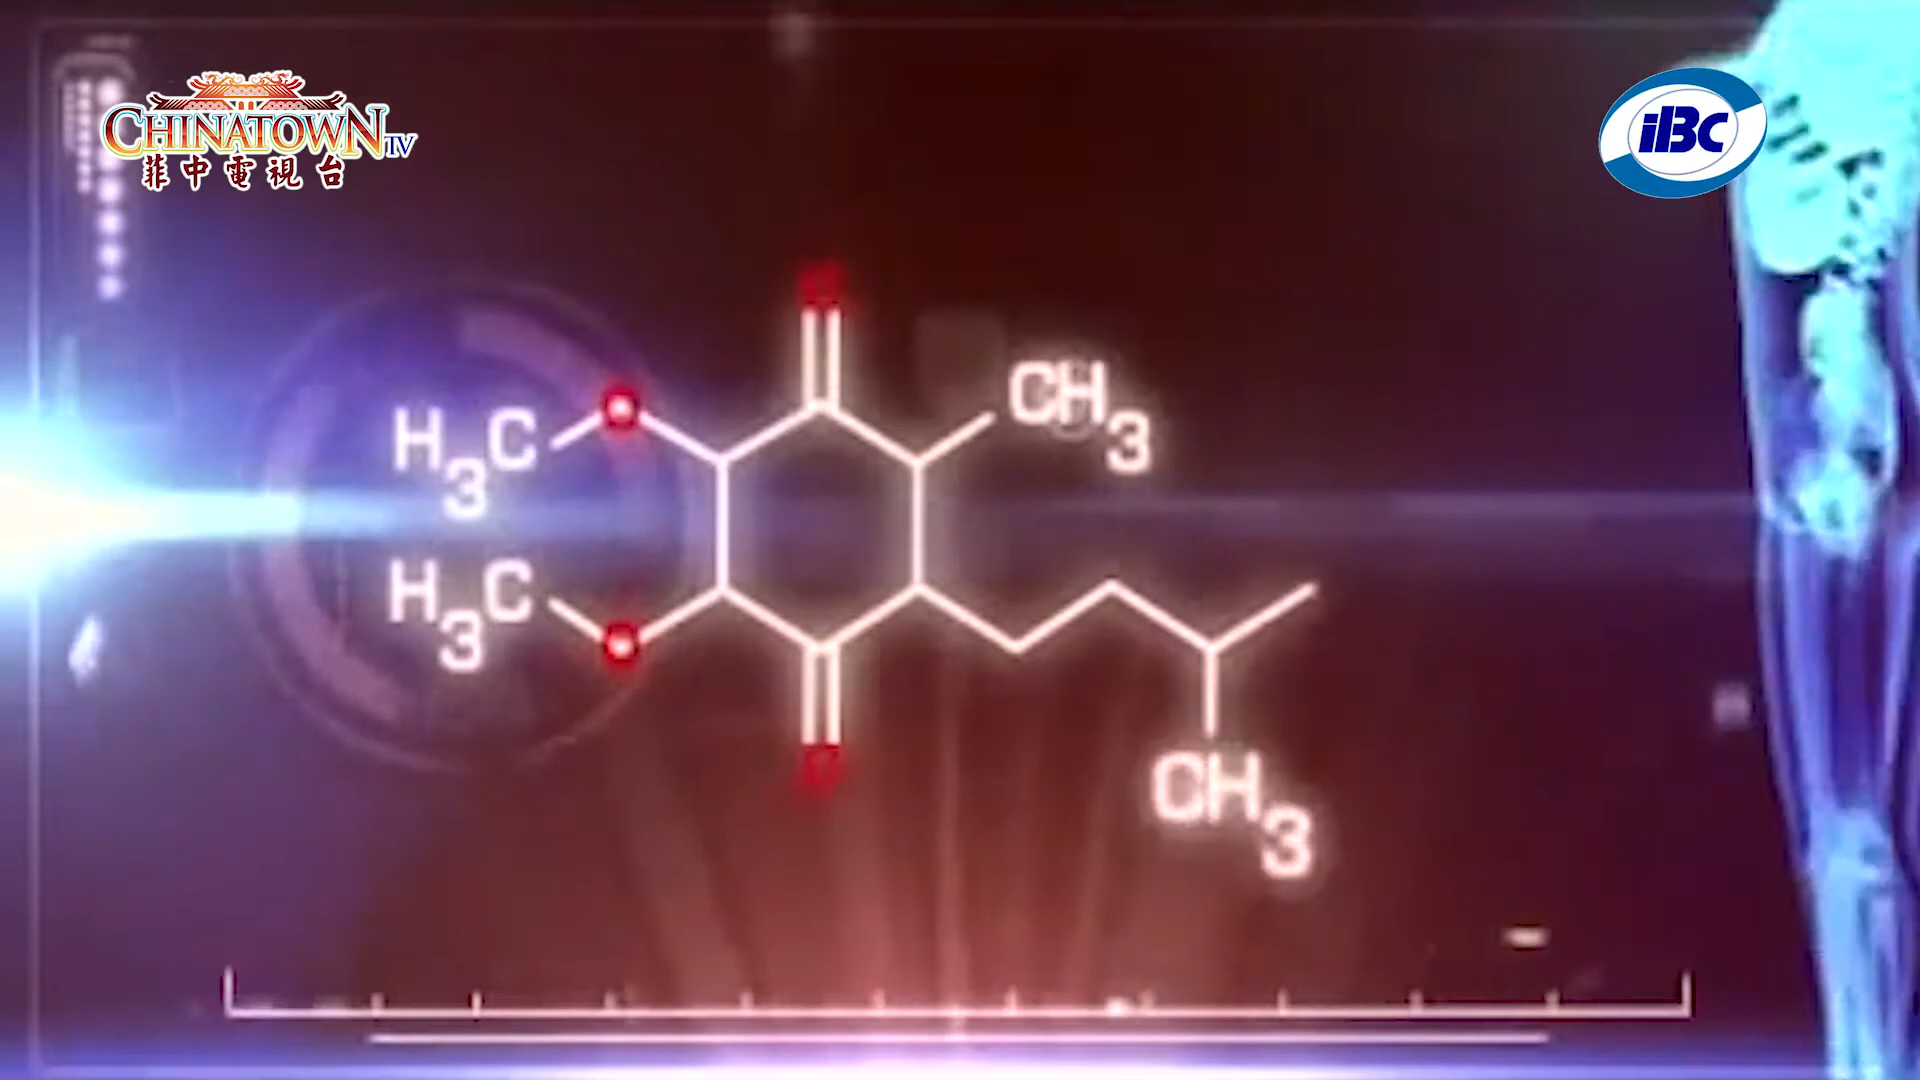 CHINATOWN TV
菲中電視台
iBC
CH3
H3C
H3C
CH3